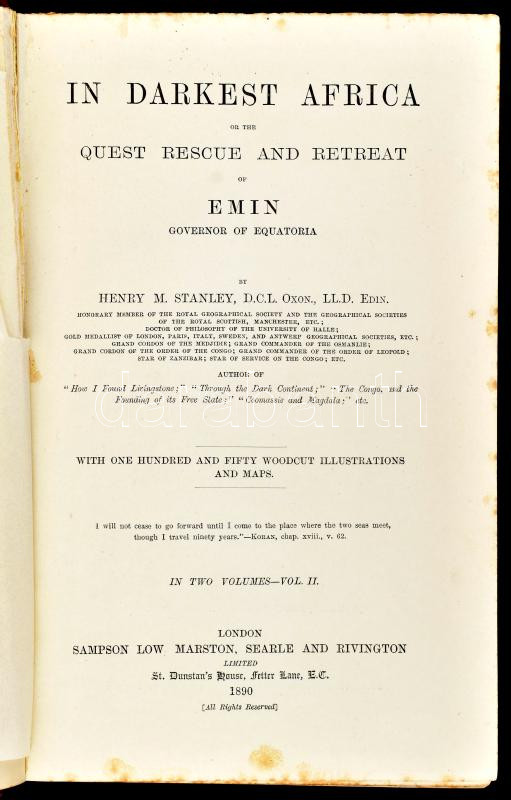 IN DARKEST AFRICA
OR THE
QUEST RESCUE AND RETREAT
OF
EMIN
GOVERNOR OF EQUATORIA
BY
HENRY M. STANLEY, D.C.L. OXON., LL.D. EDIN.
HONORARY MEMBER OF THE ROYAL GEOGRAPHICAL SOCIETY AND THE GEOGRAPHICAL SOCIETIES
OF THE ROYAL SCOTTISH, MANCHESTER, ETC.;
DOCTOR OF PHILOSOPHY OF THE UNIVERSITY OF HALLE;
GOLD MEDALLIST OF LONDON, PARIS, ITALY, SWEDEN, AND ANTWERP GEOGRAPHICAL SOCIETIES, ETC.;
GRAND CORDON OF THE MEDJIDIE; GRAND COMMANDER OF THE OSMANLIE;
GRAND CORDON OF THE ORDER OF THE CONGO; GRAND COMMANDER OF THE ORDER OF LEOPOLD;
STAR OF ZANZIBAR; STAR OF SERVICE ON THE CONGO; ETC.
AUTHOR OF
"How I Found Livingstone;" "Through the Dark Continent;" "The Congo, and the
Founding of its Free State;" "Coomassie and Magdala;" etc.
darabanth
WITH ONE HUNDRED AND FIFTY WOODCUT ILLUSTRATIONS
AND MAPS.
I will not cease to go forward until I come to the place where the two seas meet,
though I travel ninety years."—KORAN, chap. xviii., v. 62.
IN TWO VOLUMES—VOL. II.
LONDON
SAMPSON LOW MARSTON, SEARLE AND RIVINGTON
LIMITED
St. Dunstan's House, Fetter Lane, E.C.
1890
[All Rights Reserved]